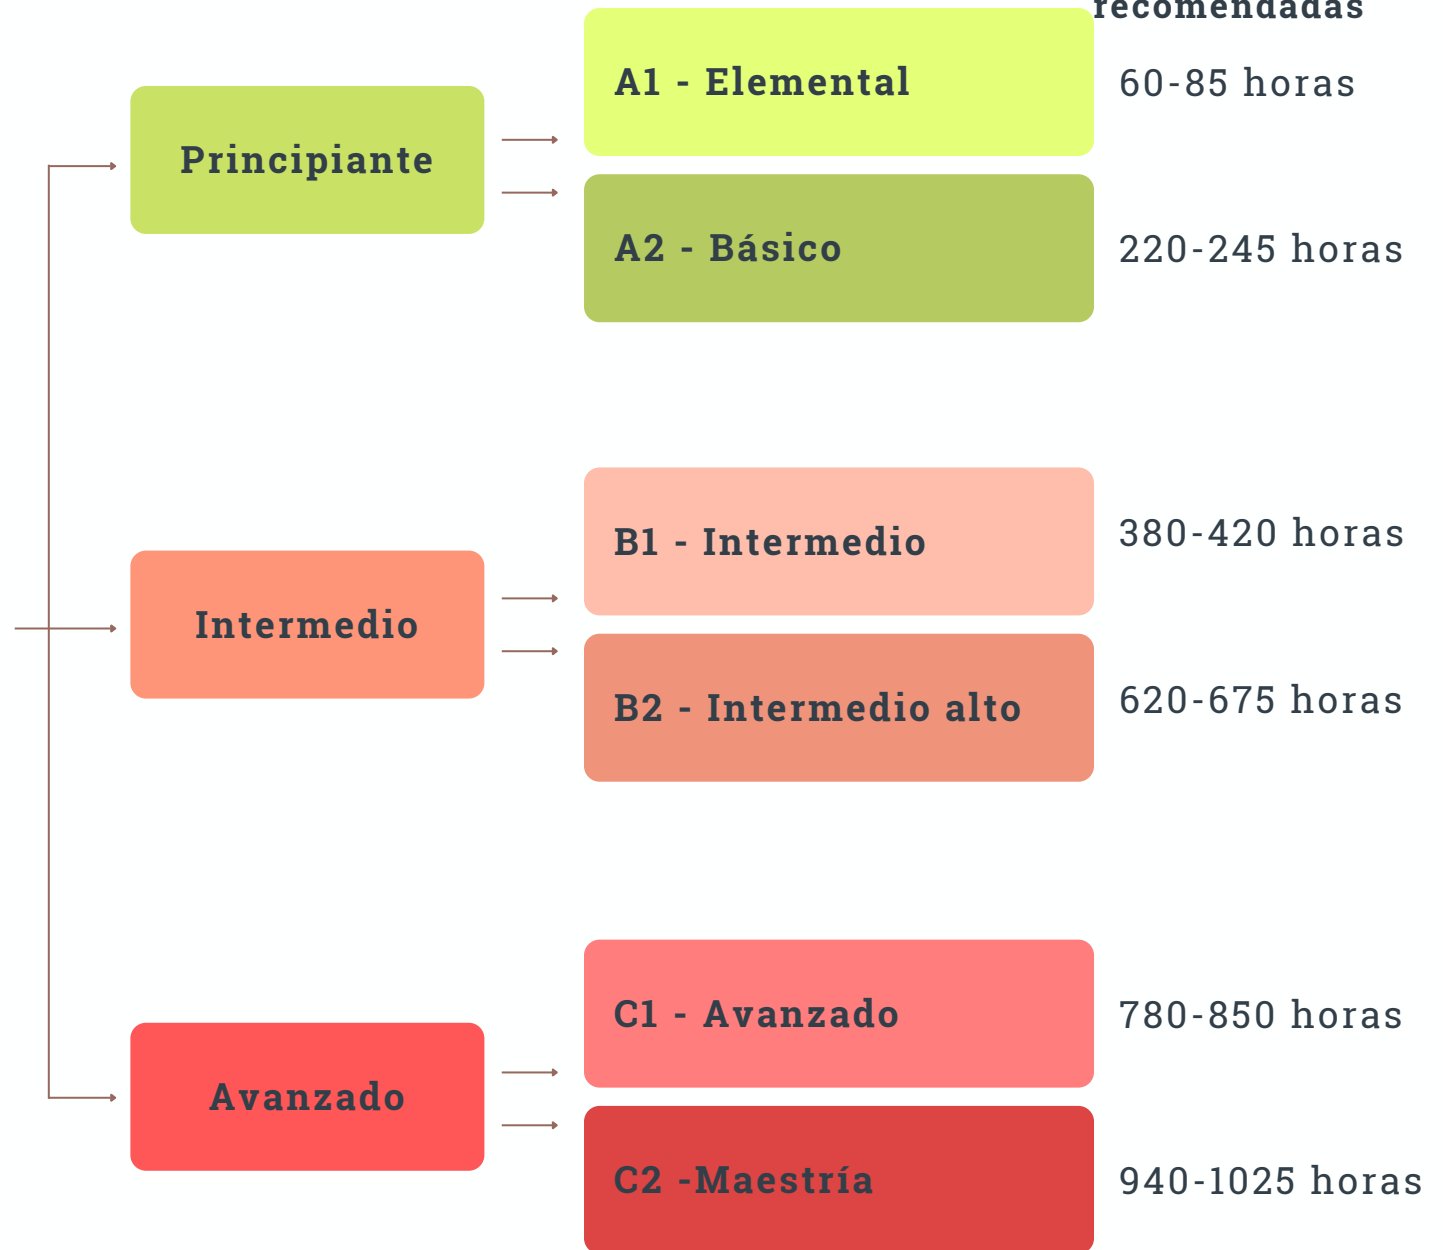 recomendadas
A1 - Elemental
60-85 horas
Principiante
A2 - Básico
220-245 horas
B1 - Intermedio
380-420 horas
Intermedio
B2 - Intermedio alto
620-675 horas
C1 - Avanzado
780-850 horas
Avanzado
C2 -Maestría
940-1025 horas